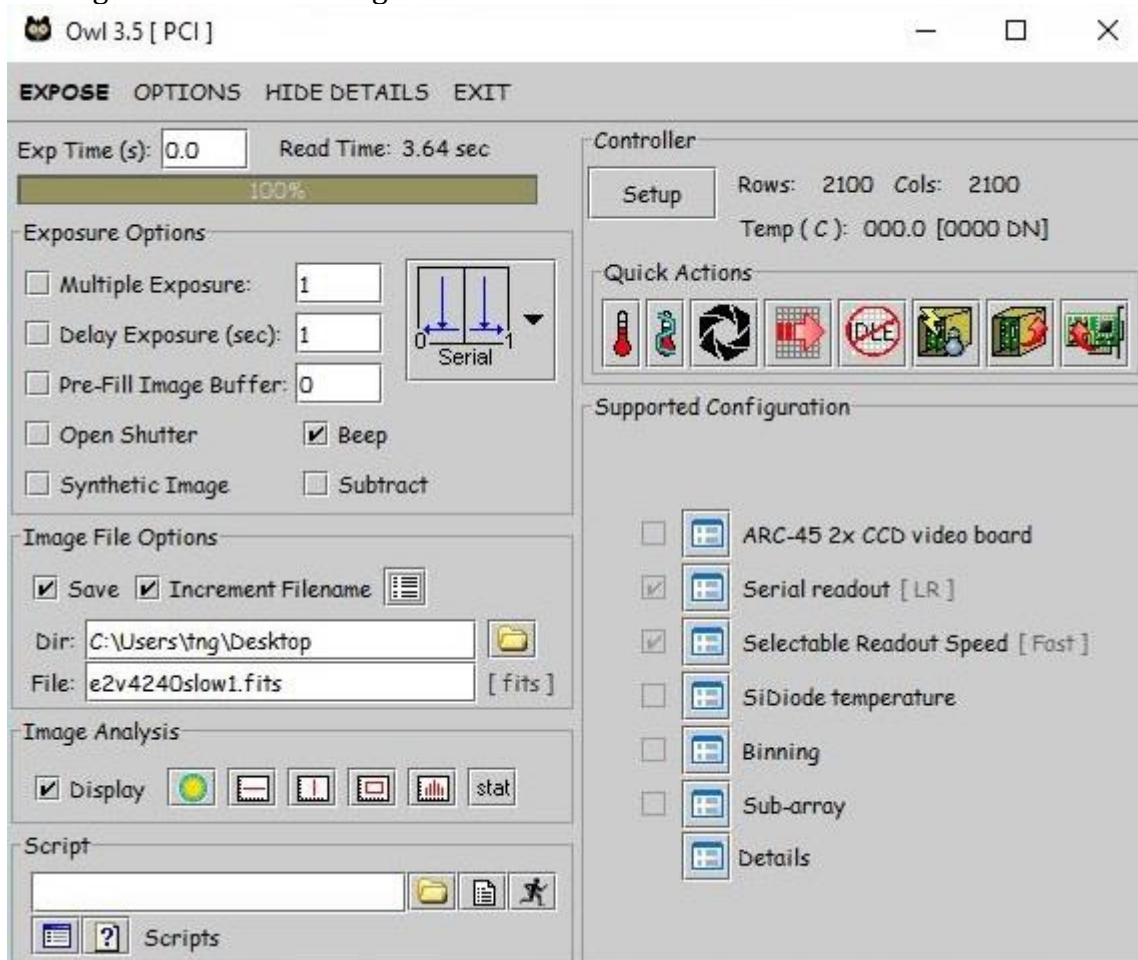 Owl 3.5 [ PCI ]
EXPOSE OPTIONS HIDE DETAILS EXIT
Exp Time (s): 0.0 Read Time: 3.64 sec
100%
Exposure Options
Multiple Exposure: 1
Delay Exposure (sec): 1
Pre-Fill Image Buffer: 0
0 Serial 1
Open Shutter Beep
Synthetic Image Subtract
Image File Options
Save Increment Filename
Dir: C:\Users\tng\Desktop
File: e2v4240slow1.fits [ fits ]
Image Analysis
Display stat
Script
Scripts
Controller
Setup Rows: 2100 Cols: 2100
Temp ( C ): 000.0 [0000 DN]
Quick Actions
IDLE
Supported Configuration
ARC-45 2x CCD video board
Serial readout [ LR ]
Selectable Readout Speed [ Fast ]
SiDiode temperature
Binning
Sub-array
Details